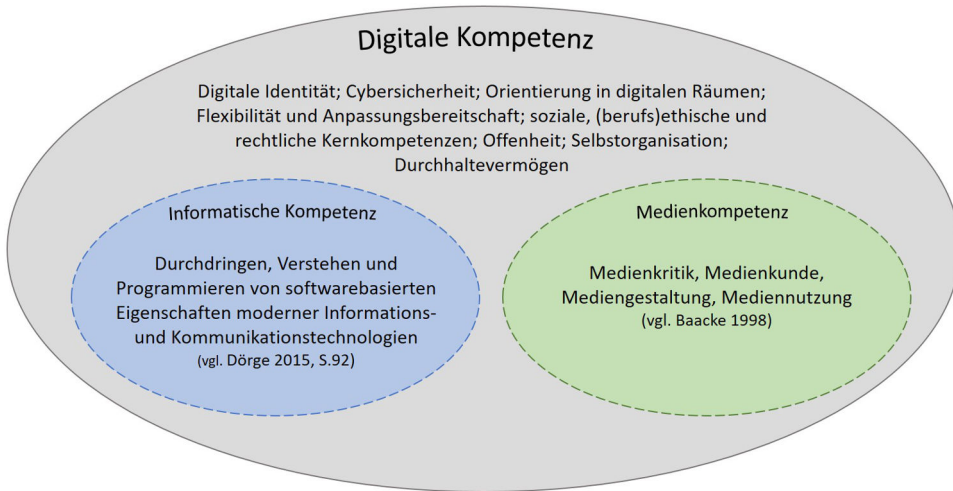 Digitale Kompetenz
Digitale Identität; Cybersicherheit; Orientierung in digitalen Räumen;
Flexibilität und Anpassungsbereitschaft; soziale, (berufs)ethische und
rechtliche Kernkompetenzen; Offenheit; Selbstorganisation;
Durchhaltevermögen
Informatische Kompetenz
Durchdringen, Verstehen und
Programmieren von softwarebasierten
Eigenschaften moderner Informations-
und Kommunikationstechnologien
(vgl. Dörge 2015, S.92)
Medienkompetenz
Medienkritik, Medienkunde,
Mediengestaltung, Mediennutzung
(vgl. Baacke 1998)